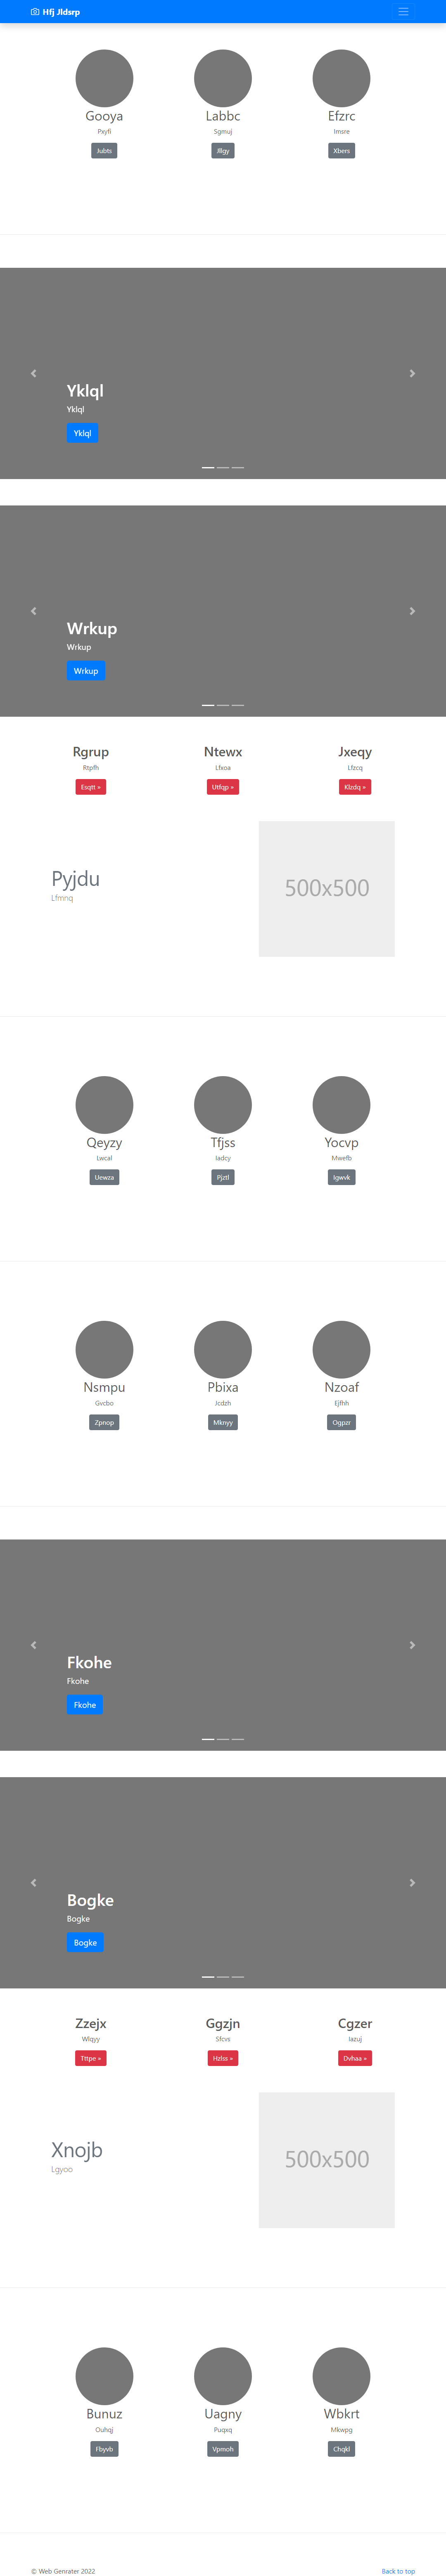 Hfj Jldsrp
Gooya Labbc Efzrc
Pxyfi Sgmuj Imsre
Jubts Jllgy Xbers
Yklql
Yklql
Yklql
Wrkup
Wrkup
Wrkup
Rgrup Ntewx Jxeqy
Rtpfh Lfxoa Lfzcq
Esqtt » Utfqp » Klzdq »
Pyjdu
Lfmnq
500x500
Qeyzy Tfjss Yocvp
Lwcal Iadcy Mwefb
Uewza Pjztl Igwvk
Nsmpu Pbixa Nzoaf
Gvcbo Jcdzh Ejfhh
Zpnop Mknyy Ogpzr
Fkohe
Fkohe
Fkohe
Bogke
Bogke
Bogke
Zzejx Ggzjn Cgzer
Wlqyy Sfcvs Iazuj
Tttpe » Hzlss » Dvhaa »
Xnojb
Lgyoo
500x500
Bunuz Uagny Wbkrt
Ouhqj Puqxq Mkwpg
Fbyvb Vpmoh Chqkl
© Web Genrater 2022
Back to top